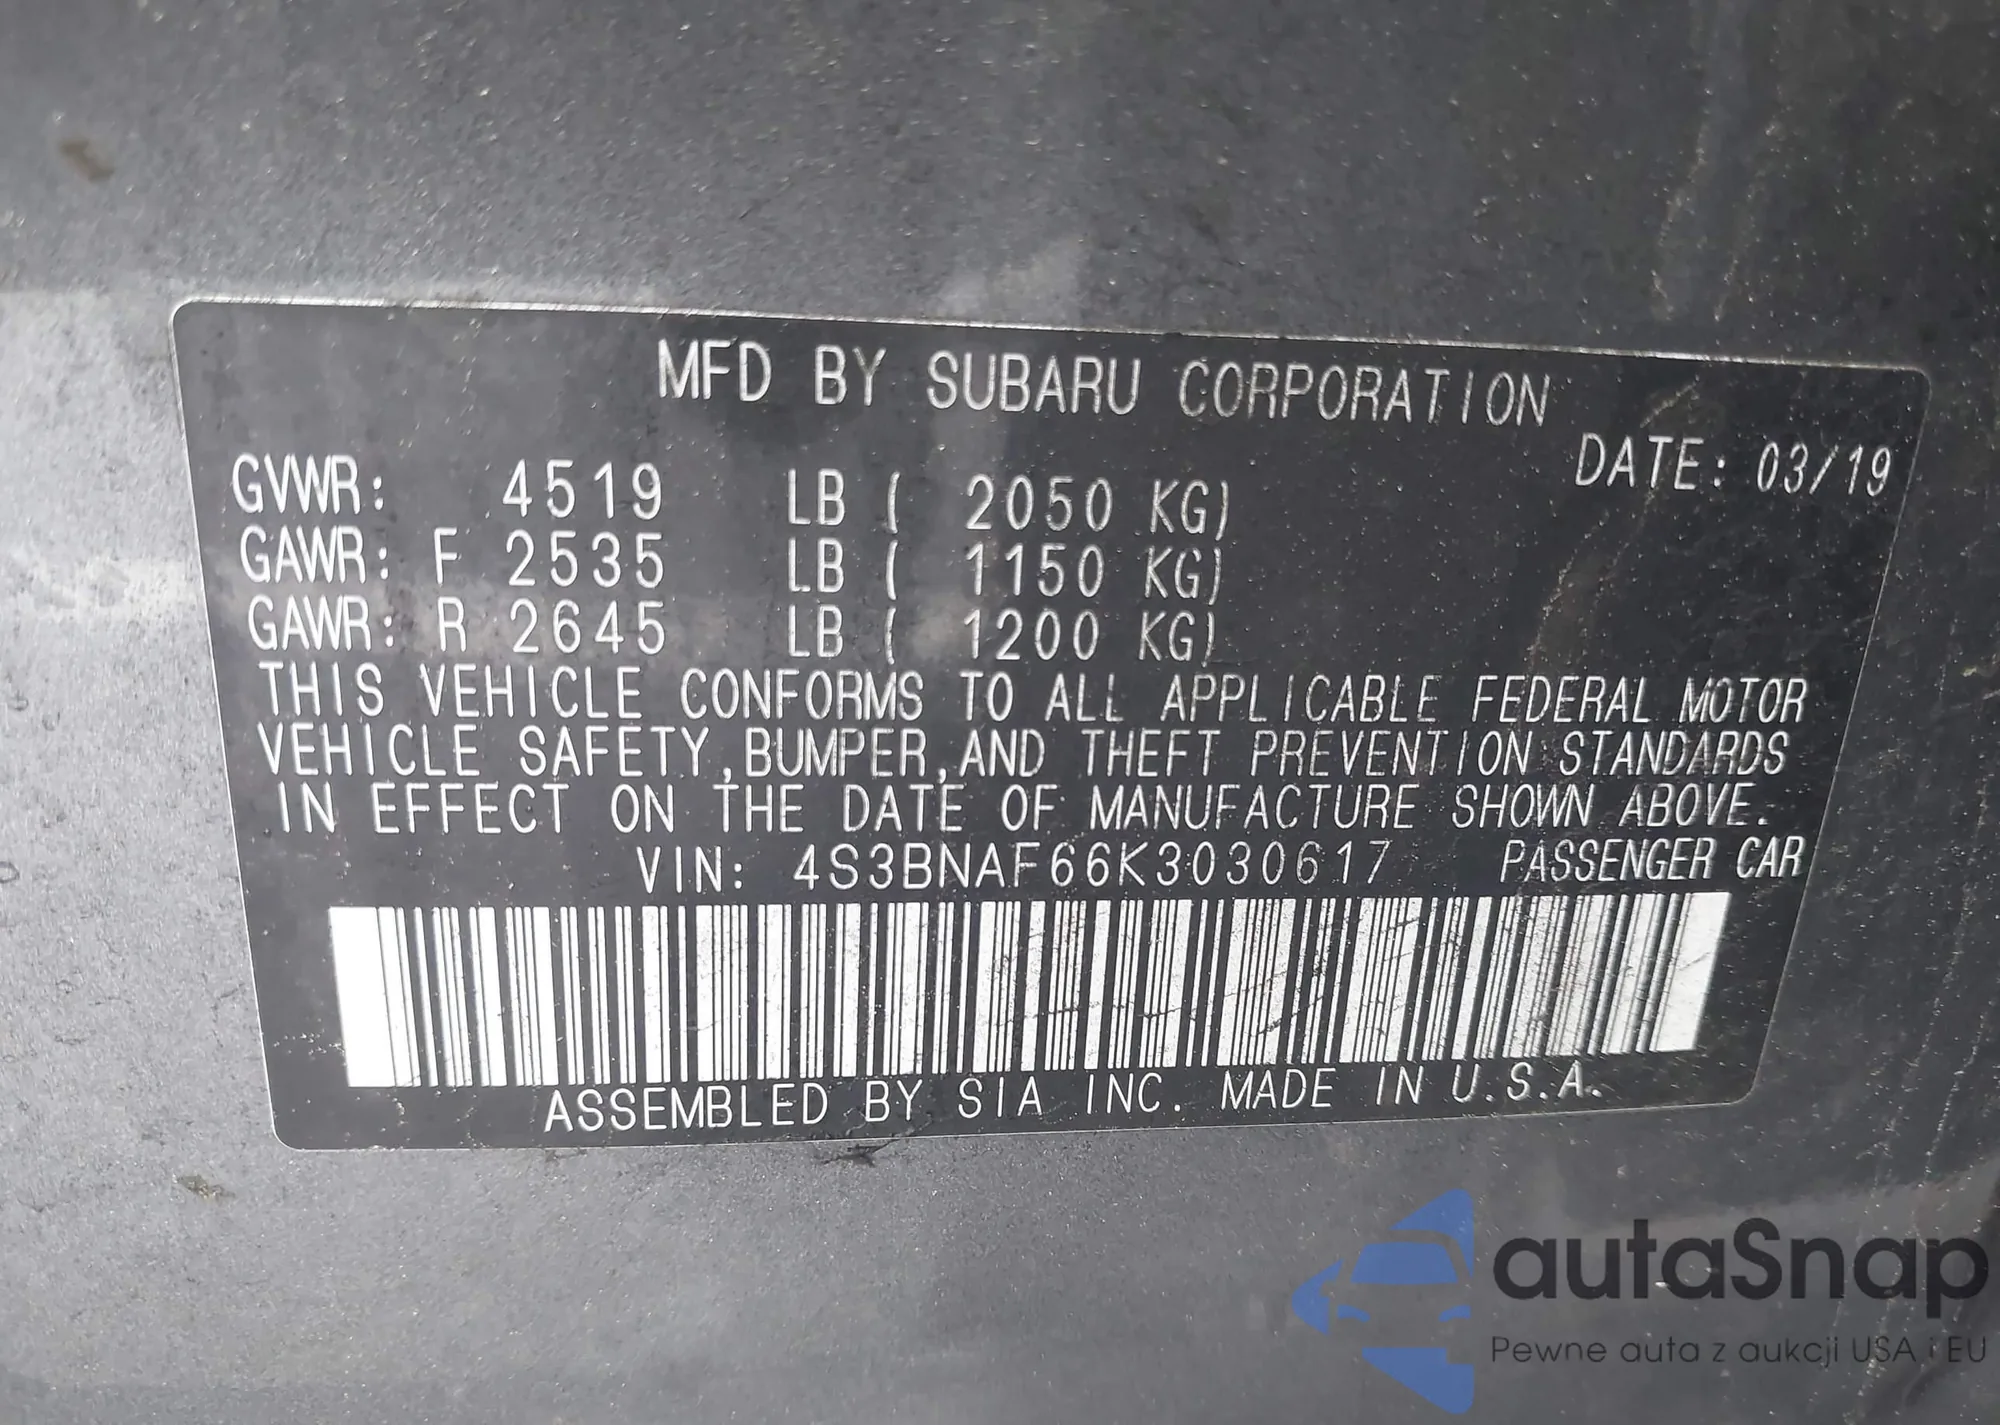 MFD BY SUBARU CORPORATION
DATE: 03/19
GVWR: 4519 LB ( 2050 KG)
GAWR: F 2535 LB ( 1150 KG)
GAWR: R 2645 LB ( 1200 KG)
THIS VEHICLE CONFORMS TO ALL APPLICABLE FEDERAL MOTOR
VEHICLE SAFETY,BUMPER,AND THEFT PREVENTION STANDARDS
IN EFFECT ON THE DATE OF MANUFACTURE SHOWN ABOVE.
VIN: 4S3BNAF66K3030617 PASSENGER CAR
ASSEMBLED BY SIA INC. MADE IN U.S.A.
autaSnap
Pewne auta z aukcji USA i EU